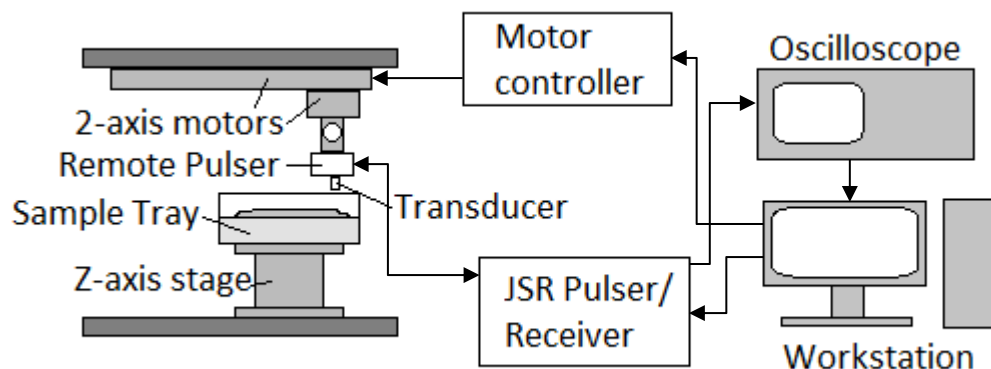 Motor
controller
Oscilloscope
2-axis motors
Remote Pulser
Transducer
Sample Tray
Z-axis stage
JSR Pulser/
Receiver
Workstation